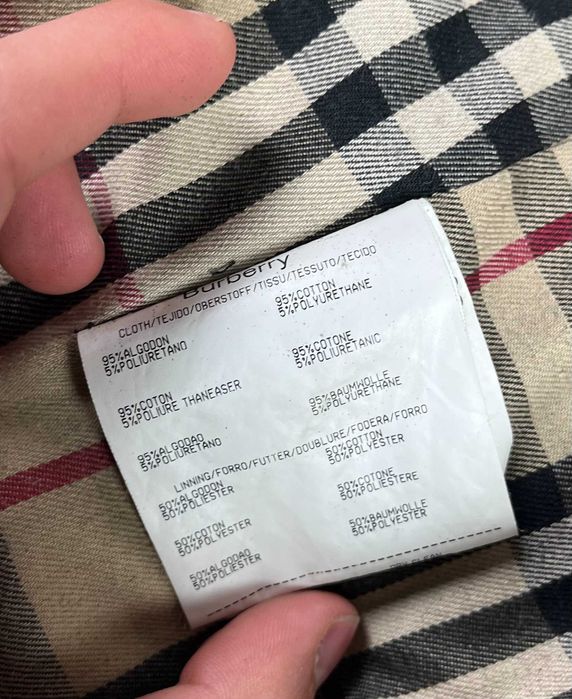 Burberry
CLOTH/TEJIDO/OBERSTOFF/TISSU/TESSUTO/TECIDO
95%ALGODON
5%POLIURETANO
95%COTTON
5%POLYURETHANE
95%COTON
5%POLIURE THANEASER
95%COTONE
5%POLIURETANIC
95%ALGODAO
5%POLIURETANO
95%BAUMWOLLE
5%POLYURETHANE
LINNING/FORRO/FUTTER/DOUBLURE/FODERA/FORRO
50%ALGODON
50%POLIESTER
50%COTTON
50%POLYESTER
50%COTON
50%POLYESTER
50%COTONE
50%POLIESTERE
50%ALGODAO
50%POLIESTER
50%BAUMWOLLE
50%POLYESTER